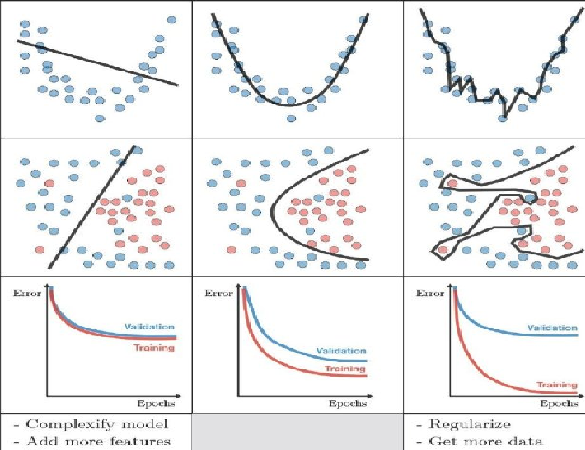 Error
Validation
Training
Epochs
Error
Validation
Training
Epochs
Error
Validation
Training
Epochs
- Complexify model
- Add more features
- Regularize
- Get more data